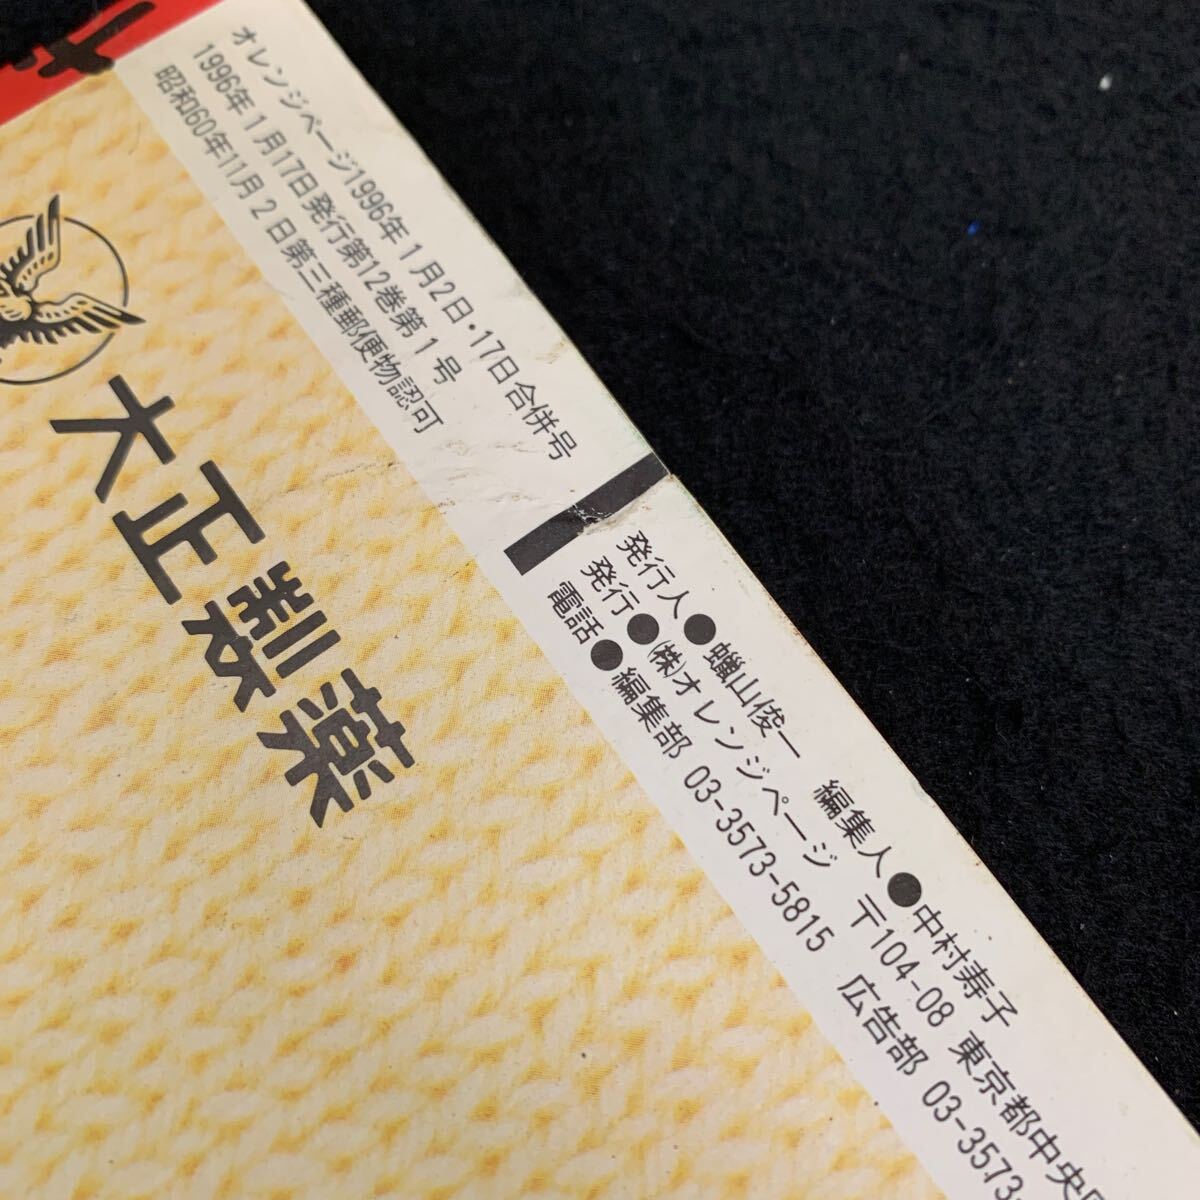 オレンジページ1996年1月2日・17日合併号
1996年1月17日発行第12巻第1号
昭和60年11月2日第三種郵便物認可
発行人●蠟山俊一　編集人●中村寿子
発行●㈱オレンジページ　〒104-08 東京都中央
電話●編集部 03-3573-5815　広告部 03-3573
大正製薬